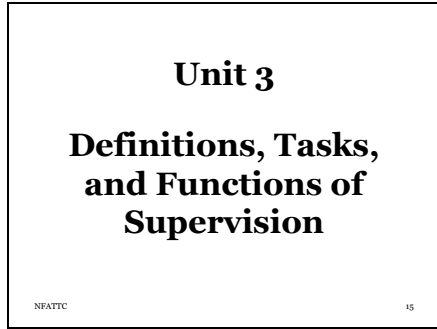 Unit 3
Definitions, Tasks,
and Functions of
Supervision
NFATTC 15